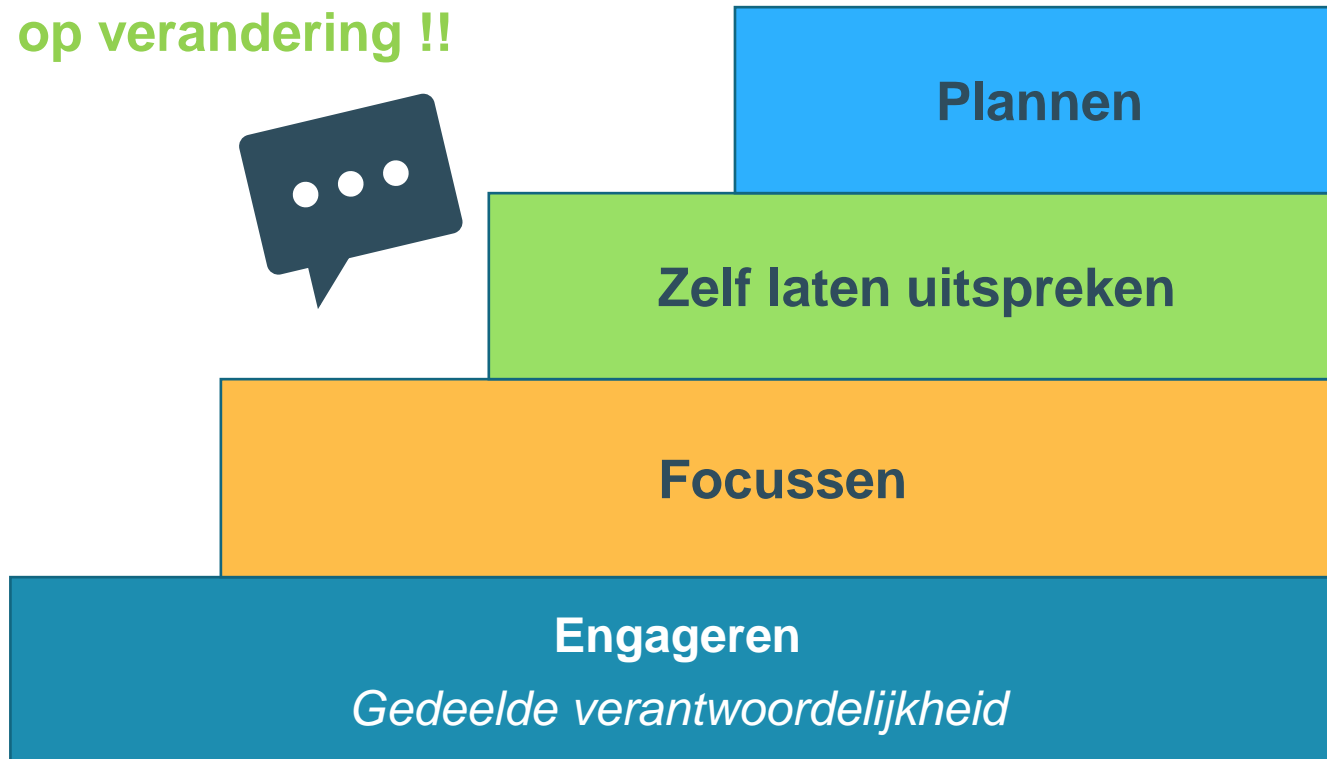 op verandering !!
Plannen
Zelf laten uitspreken
Focussen
Engageren
Gedeelde verantwoordelijkheid